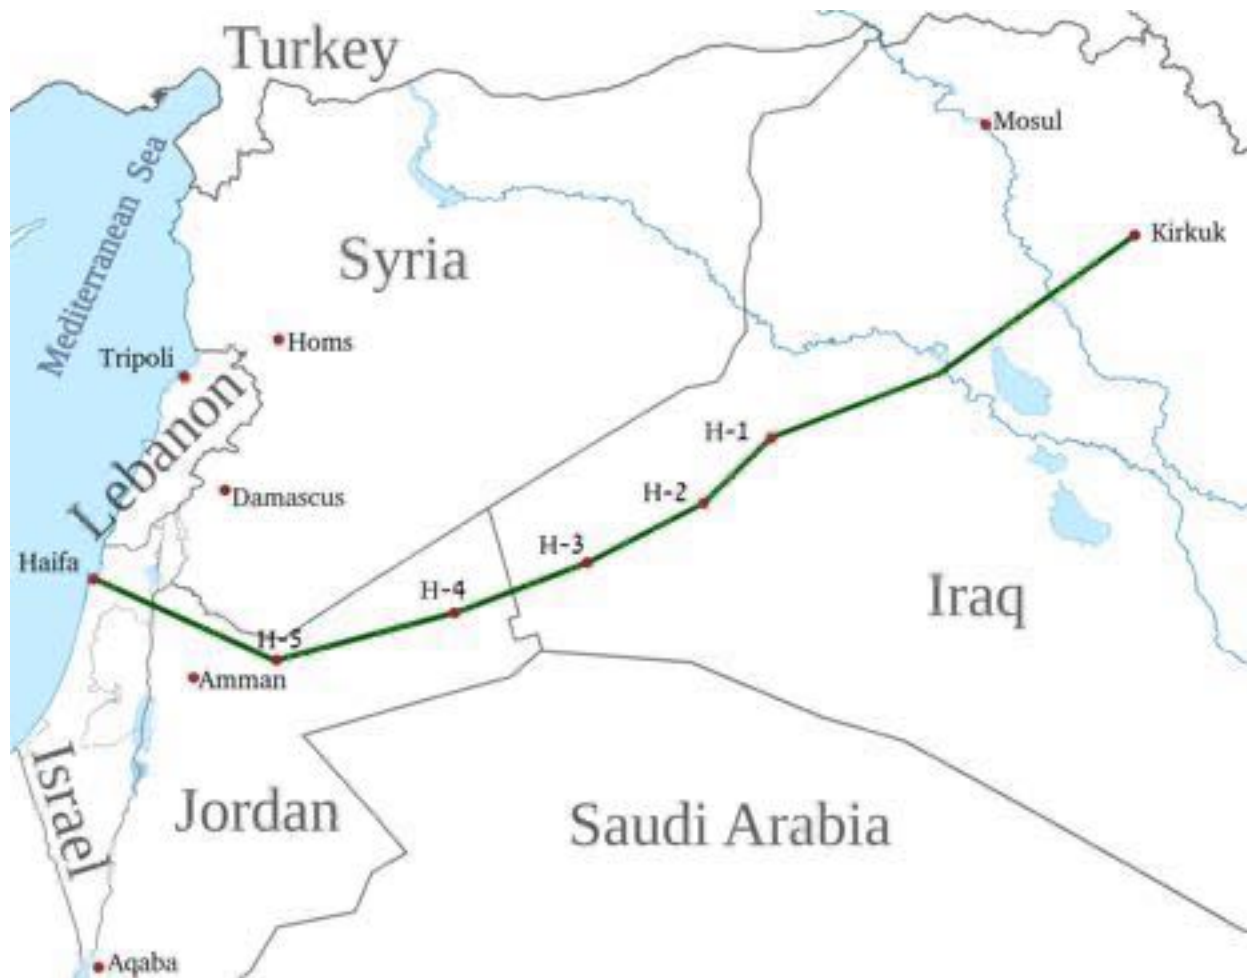 Turkey
Mosul
Mediterranean Sea
Kirkuk
Syria
Homs
Tripoli
Lebanon
H-1
H-2
Damascus
H-3
Haifa
H-4
Iraq
H-5
Amman
Israel
Jordan
Saudi Arabia
Aqaba